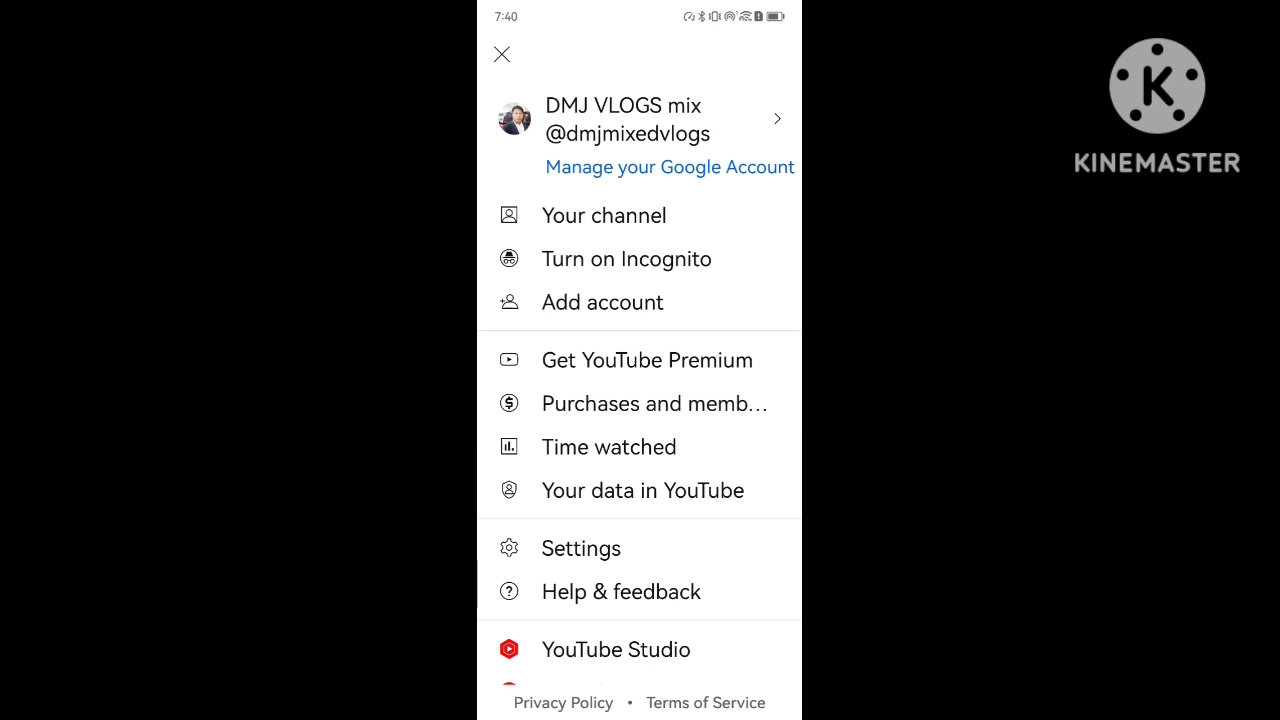 7:40
DMJ VLOGS mix
@dmjmixedvlogs
Manage your Google Account
Your channel
Turn on Incognito
Add account
Get YouTube Premium
Purchases and memb...
Time watched
Your data in YouTube
Settings
Help & feedback
YouTube Studio
Privacy Policy • Terms of Service
K
KINEMASTER